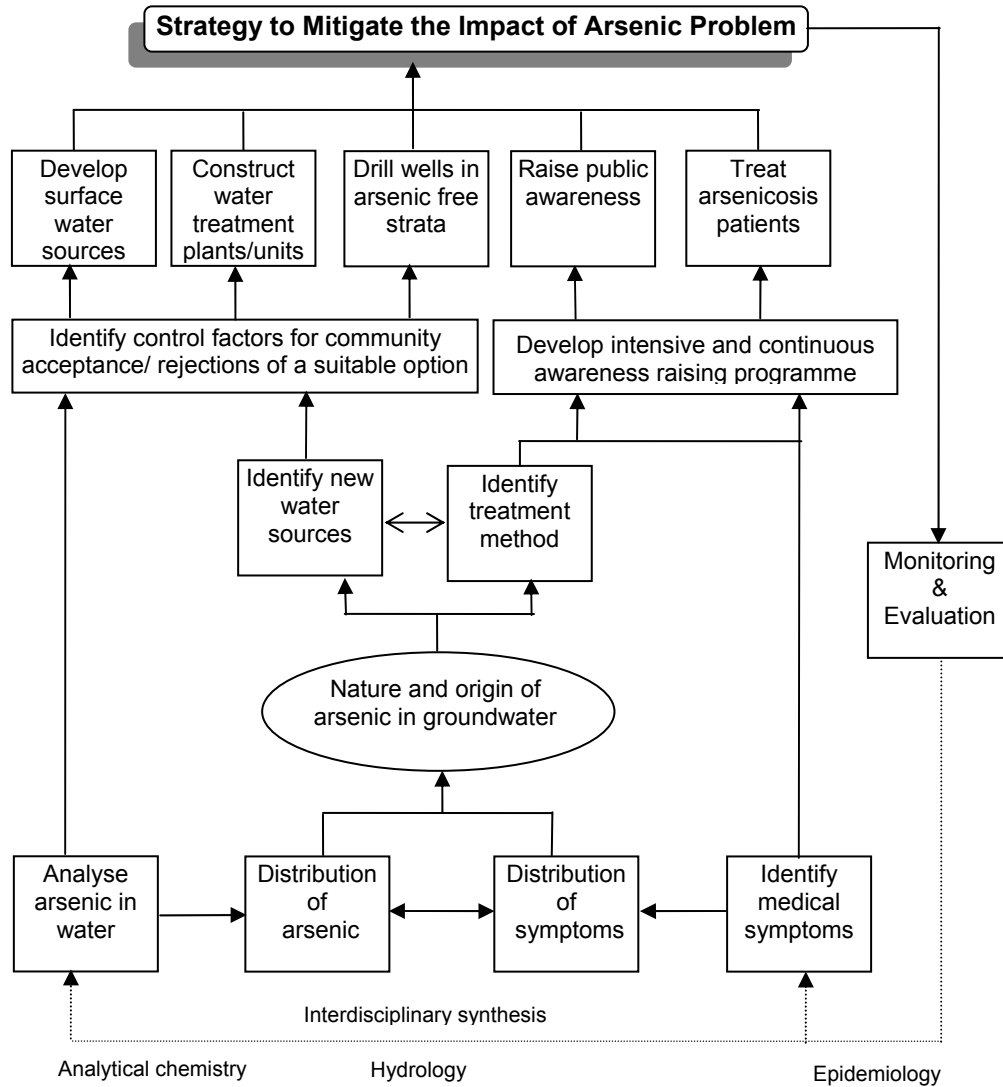 Strategy to Mitigate the Impact of Arsenic Problem
Develop
surface
water
sources
Construct
water
treatment
plants/units
Drill wells in
arsenic free
strata
Raise public
awareness
Treat
arsenicosis
patients
Identify control factors for community
acceptance/ rejections of a suitable option
Develop intensive and continuous
awareness raising programme
Identify new
water
sources
Identify
treatment
method
Monitoring
&
Evaluation
Nature and origin of
arsenic in groundwater
Analyse
arsenic in
water
Distribution
of
arsenic
Distribution
of
symptoms
Identify
medical
symptoms
Interdisciplinary synthesis
Analytical chemistry
Hydrology
Epidemiology